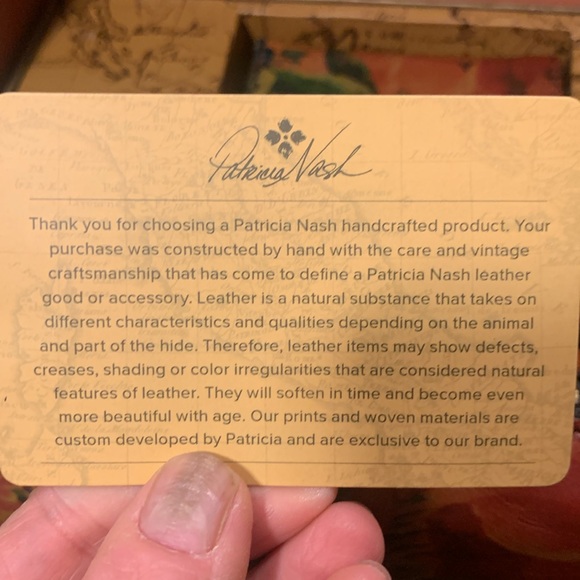 Patricia Nash
Thank you for choosing a Patricia Nash handcrafted product. Your
purchase was constructed by hand with the care and vintage
craftsmanship that has come to define a Patricia Nash leather
good or accessory. Leather is a natural substance that takes on
different characteristics and qualities depending on the animal
and part of the hide. Therefore, leather items may show defects,
creases, shading or color irregularities that are considered natural
features of leather. They will soften in time and become even
more beautiful with age. Our prints and woven materials are
custom developed by Patricia and are exclusive to our brand.